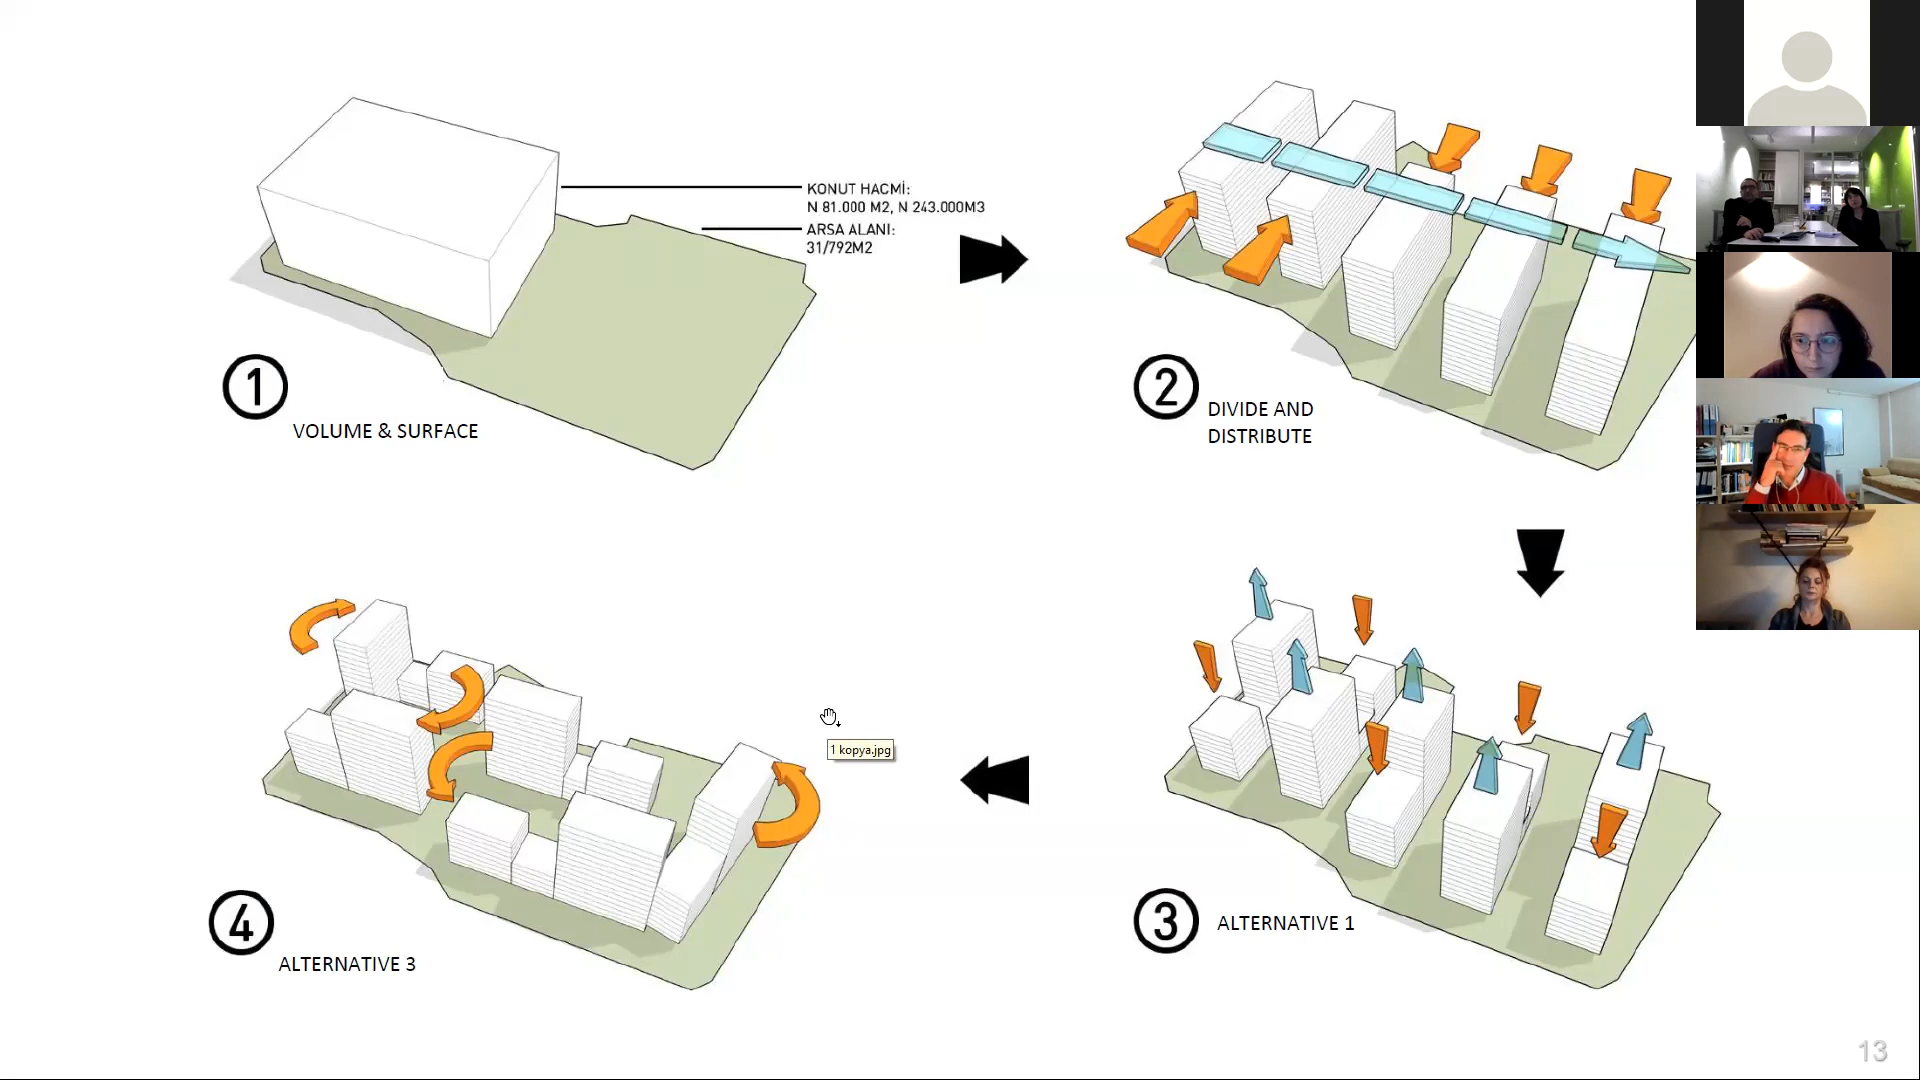 KONUT HACMİ:
N 81.000 M2, N 243.000M3
ARSA ALANI:
31/792M2
1
VOLUME & SURFACE
2
DIVIDE AND
DISTRIBUTE
3
ALTERNATIVE 1
4
ALTERNATIVE 3
1 kopya.jpg
13